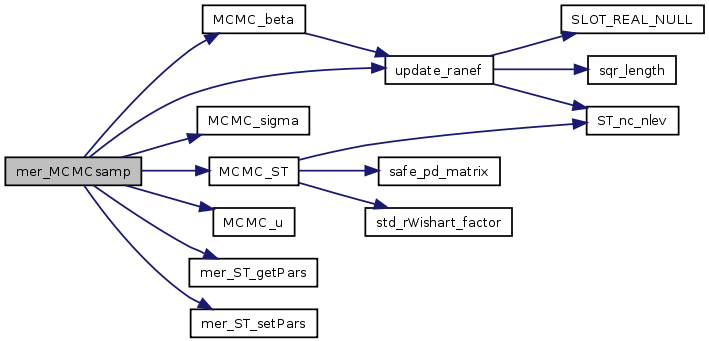 MCMC_beta
SLOT_REAL_NULL
update_ranef
sqr_length
MCMC_sigma
ST_nc_nlev
mer_MCMCsamp
MCMC_ST
safe_pd_matrix
MCMC_u
std_rWishart_factor
mer_ST_getPars
mer_ST_setPars